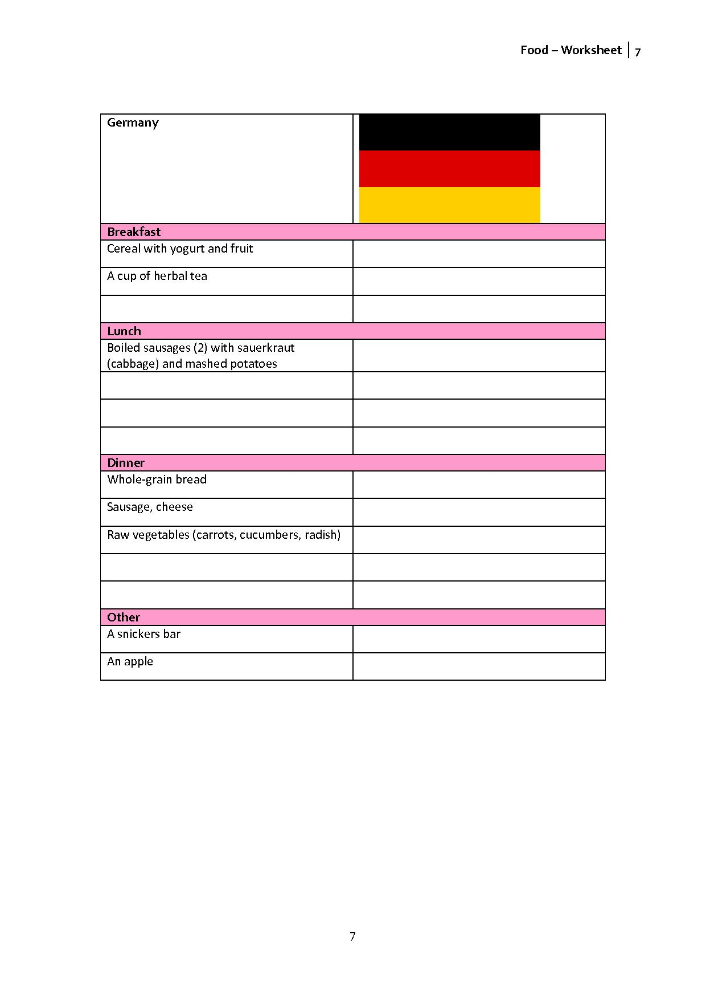 Food – Worksheet 7
Germany
Breakfast
Cereal with yogurt and fruit
A cup of herbal tea
Lunch
Boiled sausages (2) with sauerkraut
(cabbage) and mashed potatoes
Dinner
Whole-grain bread
Sausage, cheese
Raw vegetables (carrots, cucumbers, radish)
Other
A snickers bar
An apple
7